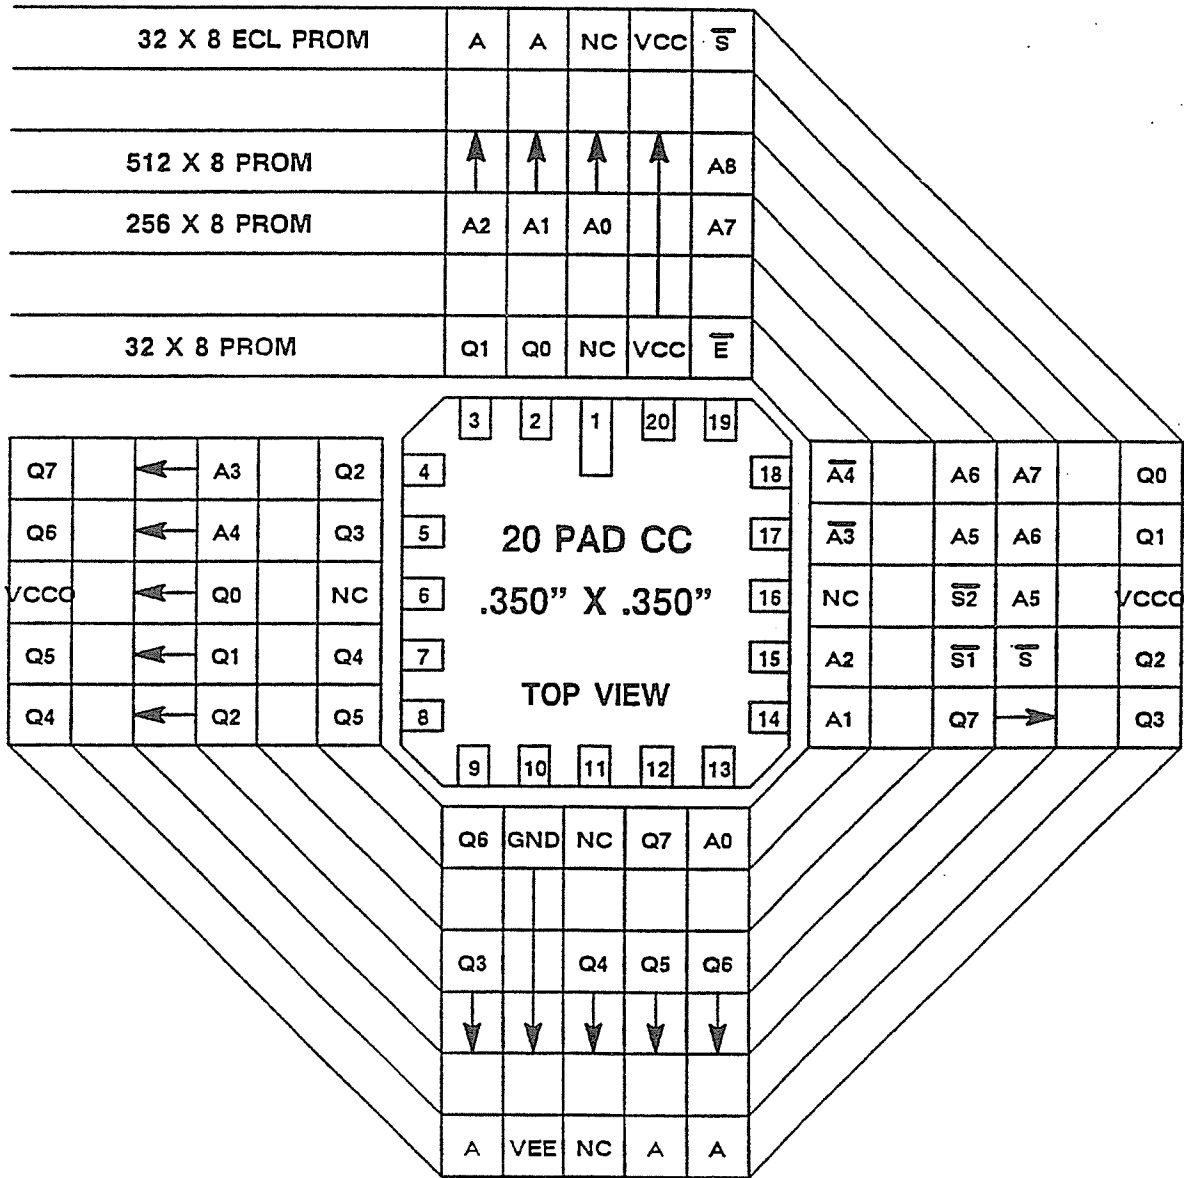 32 X 8 ECL PROM A A NC VCC S̅
512 X 8 PROM A8
256 X 8 PROM A2 A1 A0 A7
32 X 8 PROM Q1 Q0 NC VCC E̅
3 2 1 20 19
Q7 A3 Q2 4 18 A̅4̅ A6 A7 Q0
Q6 A4 Q3 5 20 PAD CC 17 A̅3̅ A5 A6 Q1
VCCO Q0 NC 6 .350" X .350" 16 NC S̅2̅ A5 VCCO
Q5 Q1 Q4 7 15 A2 S̅1̅ S̅ Q2
TOP VIEW
Q4 Q2 Q5 8 14 A1 Q7 Q3
9 10 11 12 13
Q6 GND NC Q7 A0
Q3 Q4 Q5 Q6
A VEE NC A A